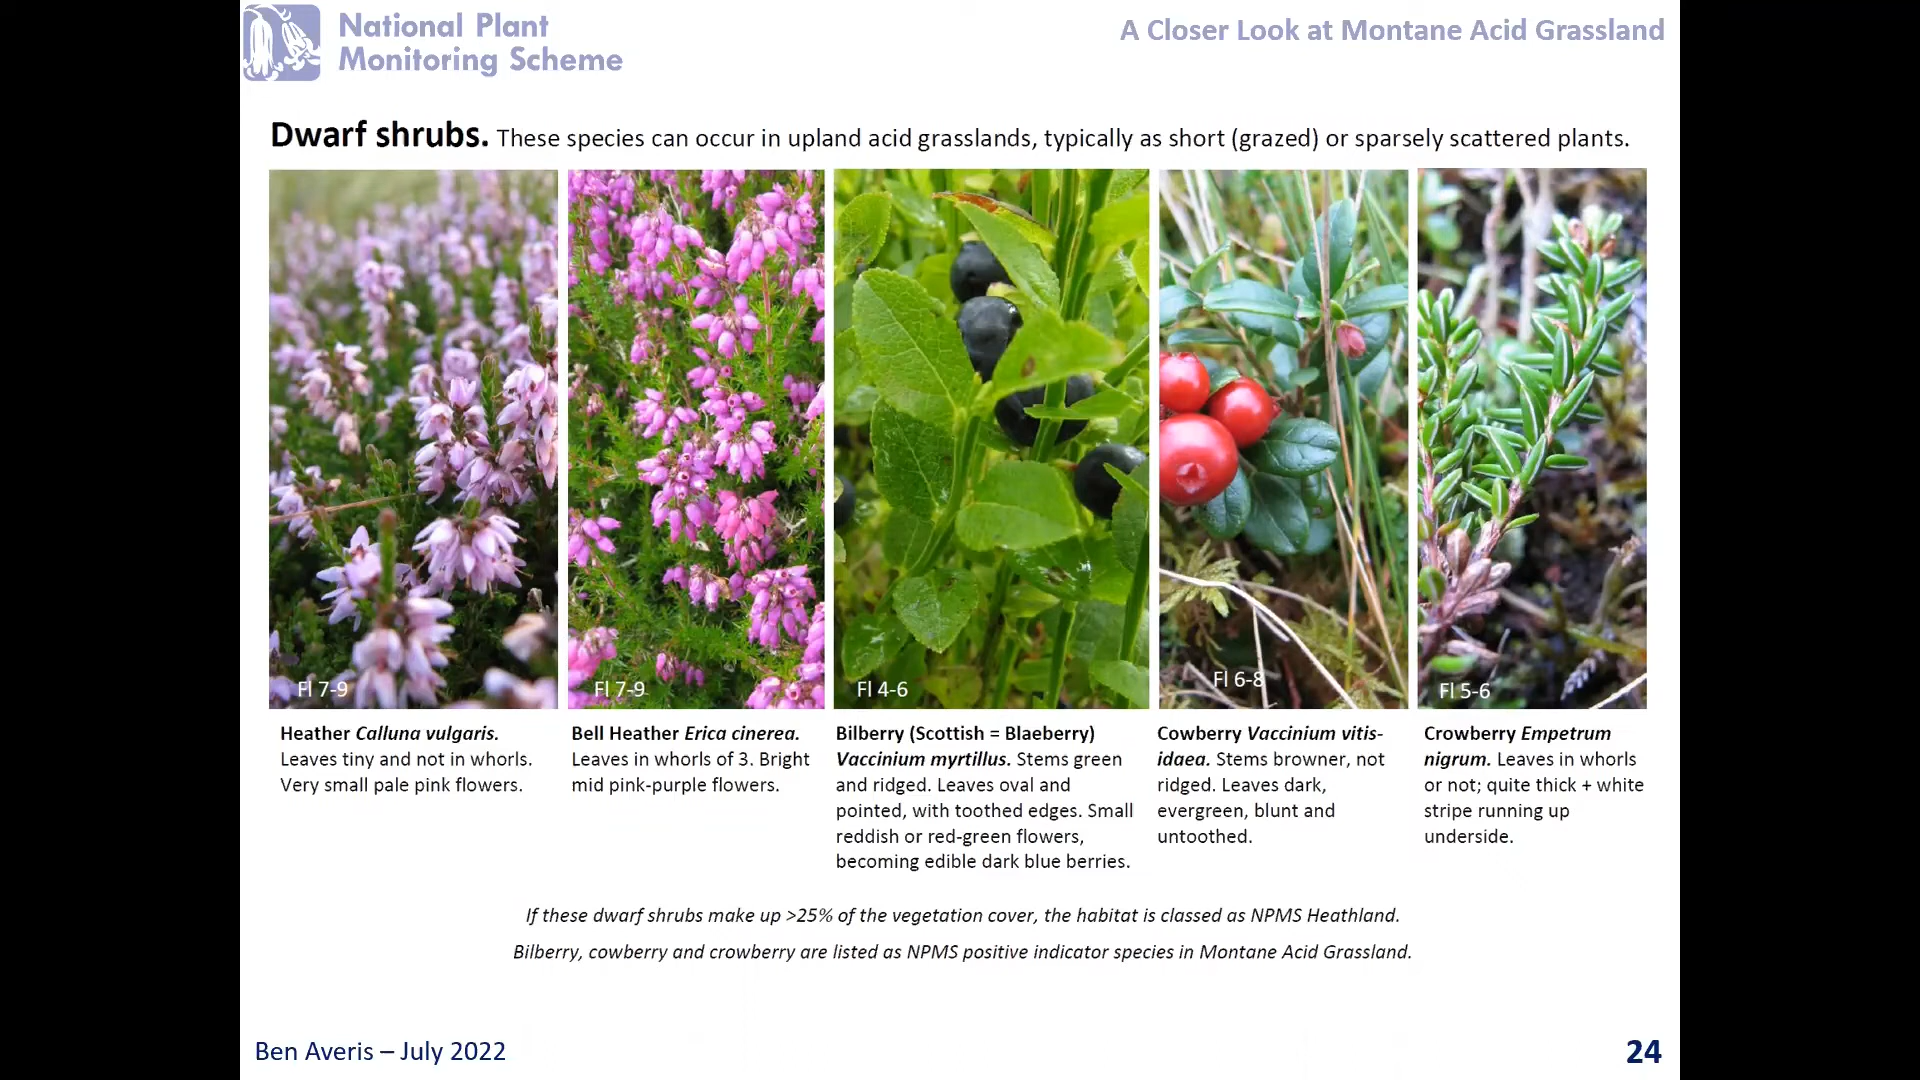 National Plant
Monitoring Scheme
A Closer Look at Montane Acid Grassland
Dwarf shrubs. These species can occur in upland acid grasslands, typically as short (grazed) or sparsely scattered plants.
Fl 7-9
Fl 7-9
Fl 4-6
Fl 6-8
Fl 5-6
Heather Calluna vulgaris.
Leaves tiny and not in whorls.
Very small pale pink flowers.
Bell Heather Erica cinerea.
Leaves in whorls of 3. Bright
mid pink-purple flowers.
Bilberry (Scottish = Blaeberry)
Vaccinium myrtillus. Stems green
and ridged. Leaves oval and
pointed, with toothed edges. Small
reddish or red-green flowers,
becoming edible dark blue berries.
Cowberry Vaccinium vitis-
idaea. Stems browner, not
ridged. Leaves dark,
evergreen, blunt and
untoothed.
Crowberry Empetrum
nigrum. Leaves in whorls
or not; quite thick + white
stripe running up
underside.
If these dwarf shrubs make up >25% of the vegetation cover, the habitat is classed as NPMS Heathland.
Bilberry, cowberry and crowberry are listed as NPMS positive indicator species in Montane Acid Grassland.
Ben Averis – July 2022
24